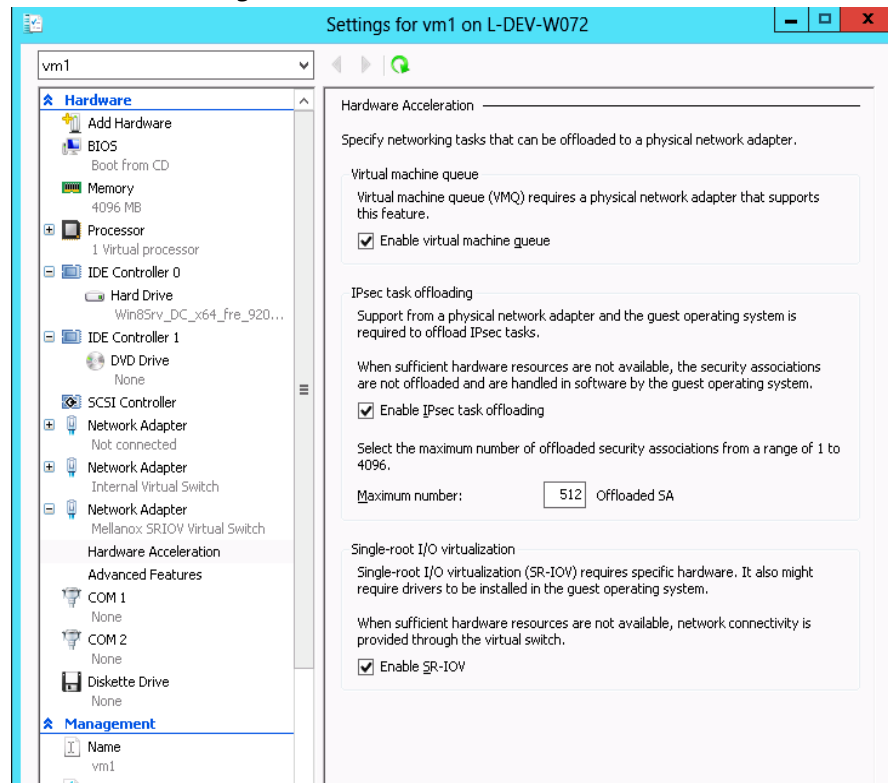 Settings for vm1 on L-DEV-W072
vm1
Hardware
Add Hardware
BIOS
Boot from CD
Memory
4096 MB
Processor
1 Virtual processor
IDE Controller 0
Hard Drive
Win8Srv_DC_x64_fre_920...
IDE Controller 1
DVD Drive
None
SCSI Controller
Network Adapter
Not connected
Network Adapter
Internal Virtual Switch
Network Adapter
Mellanox SRIOV Virtual Switch
Hardware Acceleration
Advanced Features
COM 1
None
COM 2
None
Diskette Drive
None
Management
Name
vm1
Hardware Acceleration
Specify networking tasks that can be offloaded to a physical network adapter.
Virtual machine queue
Virtual machine queue (VMQ) requires a physical network adapter that supports
this feature.
Enable virtual machine queue
IPsec task offloading
Support from a physical network adapter and the guest operating system is
required to offload IPsec tasks.
When sufficient hardware resources are not available, the security associations
are not offloaded and are handled in software by the guest operating system.
Enable IPsec task offloading
Select the maximum number of offloaded security associations from a range of 1 to
4096.
Maximum number: 512 Offloaded SA
Single-root I/O virtualization
Single-root I/O virtualization (SR-IOV) requires specific hardware. It also might
require drivers to be installed in the guest operating system.
When sufficient hardware resources are not available, network connectivity is
provided through the virtual switch.
Enable SR-IOV